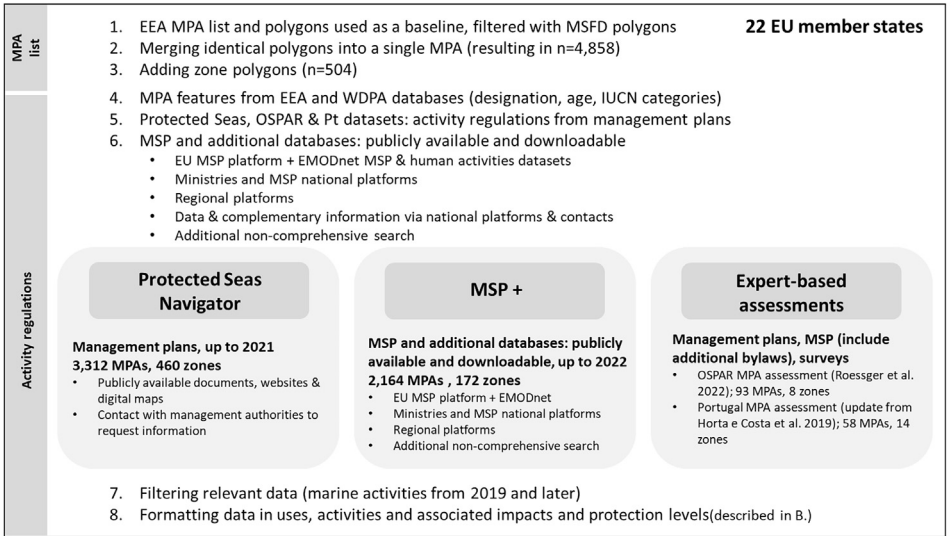 MPA list
1. EEA MPA list and polygons used as a baseline, filtered with MSFD polygons
22 EU member states
2. Merging identical polygons into a single MPA (resulting in n=4,858)
3. Adding zone polygons (n=504)
Activity regulations
4. MPA features from EEA and WDPA databases (designation, age, IUCN categories)
5. Protected Seas, OSPAR & Pt datasets: activity regulations from management plans
6. MSP and additional databases: publicly available and downloadable
• EU MSP platform + EMODnet MSP & human activities datasets
• Ministries and MSP national platforms
• Regional platforms
• Data & complementary information via national platforms & contacts
• Additional non-comprehensive search
Protected Seas
Navigator
Management plans, up to 2021
3,312 MPAs, 460 zones
• Publicly available documents, websites &
digital maps
• Contact with management authorities to
request information
MSP +
MSP and additional databases: publicly
available and downloadable, up to 2022
2,164 MPAs , 172 zones
• EU MSP platform + EMODnet
• Ministries and MSP national platforms
• Regional platforms
• Additional non-comprehensive search
Expert-based
assessments
Management plans, MSP (include
additional bylaws), surveys
• OSPAR MPA assessment (Roessger et al.
2022); 93 MPAs, 8 zones
• Portugal MPA assessment (update from
Horta e Costa et al. 2019); 58 MPAs, 14
zones
7. Filtering relevant data (marine activities from 2019 and later)
8. Formatting data in uses, activities and associated impacts and protection levels(described in B.)